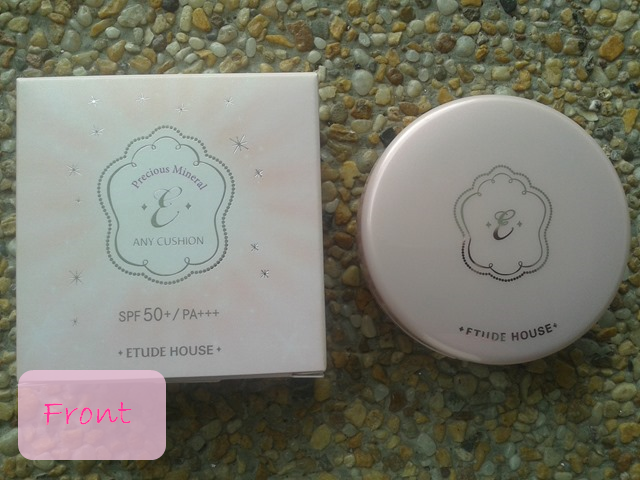 Precious Mineral
E
ANY CUSHION
SPF 50+/PA+++
ETUDE HOUSE
E
ETUDE HOUSE
Front